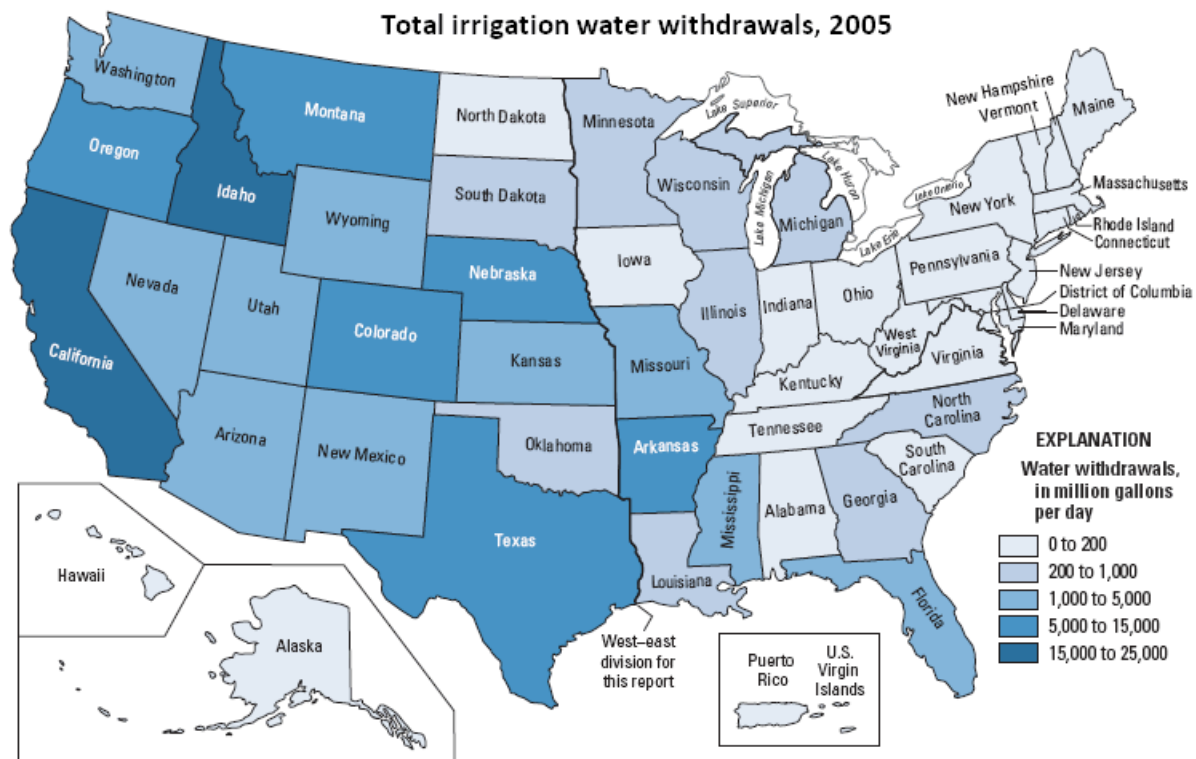 Total irrigation water withdrawals, 2005
Washington
Oregon
California
Idaho
Nevada
Montana
Wyoming
Utah
Arizona
Colorado
New Mexico
North Dakota
South Dakota
Nebraska
Kansas
Oklahoma
Texas
Minnesota
Iowa
Missouri
Arkansas
Louisiana
Wisconsin
Illinois
Michigan
Indiana
Ohio
Kentucky
Tennessee
Mississippi
Alabama
Georgia
Florida
South
Carolina
North
Carolina
Virginia
West
Virginia
Pennsylvania
New York
Maine
New Hampshire
Vermont
Massachusetts
Rhode Island
Connecticut
New Jersey
District of Columbia
Delaware
Maryland
Lake Superior
Lake Michigan
Lake Huron
Lake Erie
Lake Ontario
Hawaii
Alaska
West–east
division for
this report
Puerto
Rico
U.S.
Virgin
Islands
EXPLANATION
Water withdrawals,
in million gallons
per day
0 to 200
200 to 1,000
1,000 to 5,000
5,000 to 15,000
15,000 to 25,000